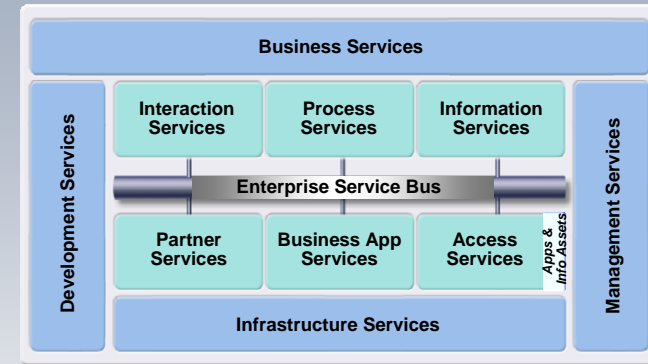 Business Services
Development Services
Interaction
Services
Process
Services
Information
Services
Management Services
Enterprise Service Bus
Partner
Services
Business App
Services
Access
Services
Apps &
Info Assets
Infrastructure Services